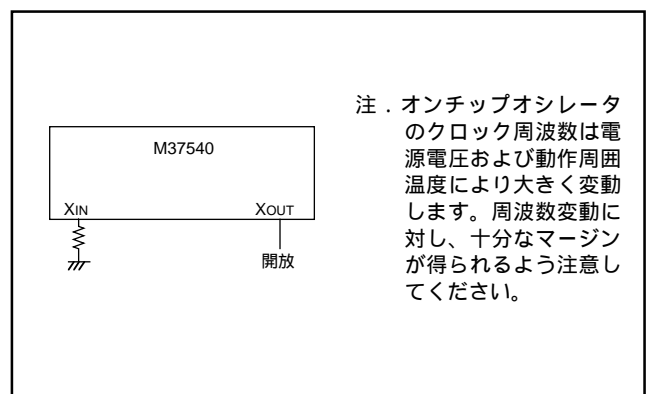 M37540
XIN
XOUT
開放
注．オンチップオシレータ
のクロック周波数は電
源電圧および動作周囲
温度により大きく変動
します。周波数変動に
対し、十分なマージン
が得られるよう注意し
てください。